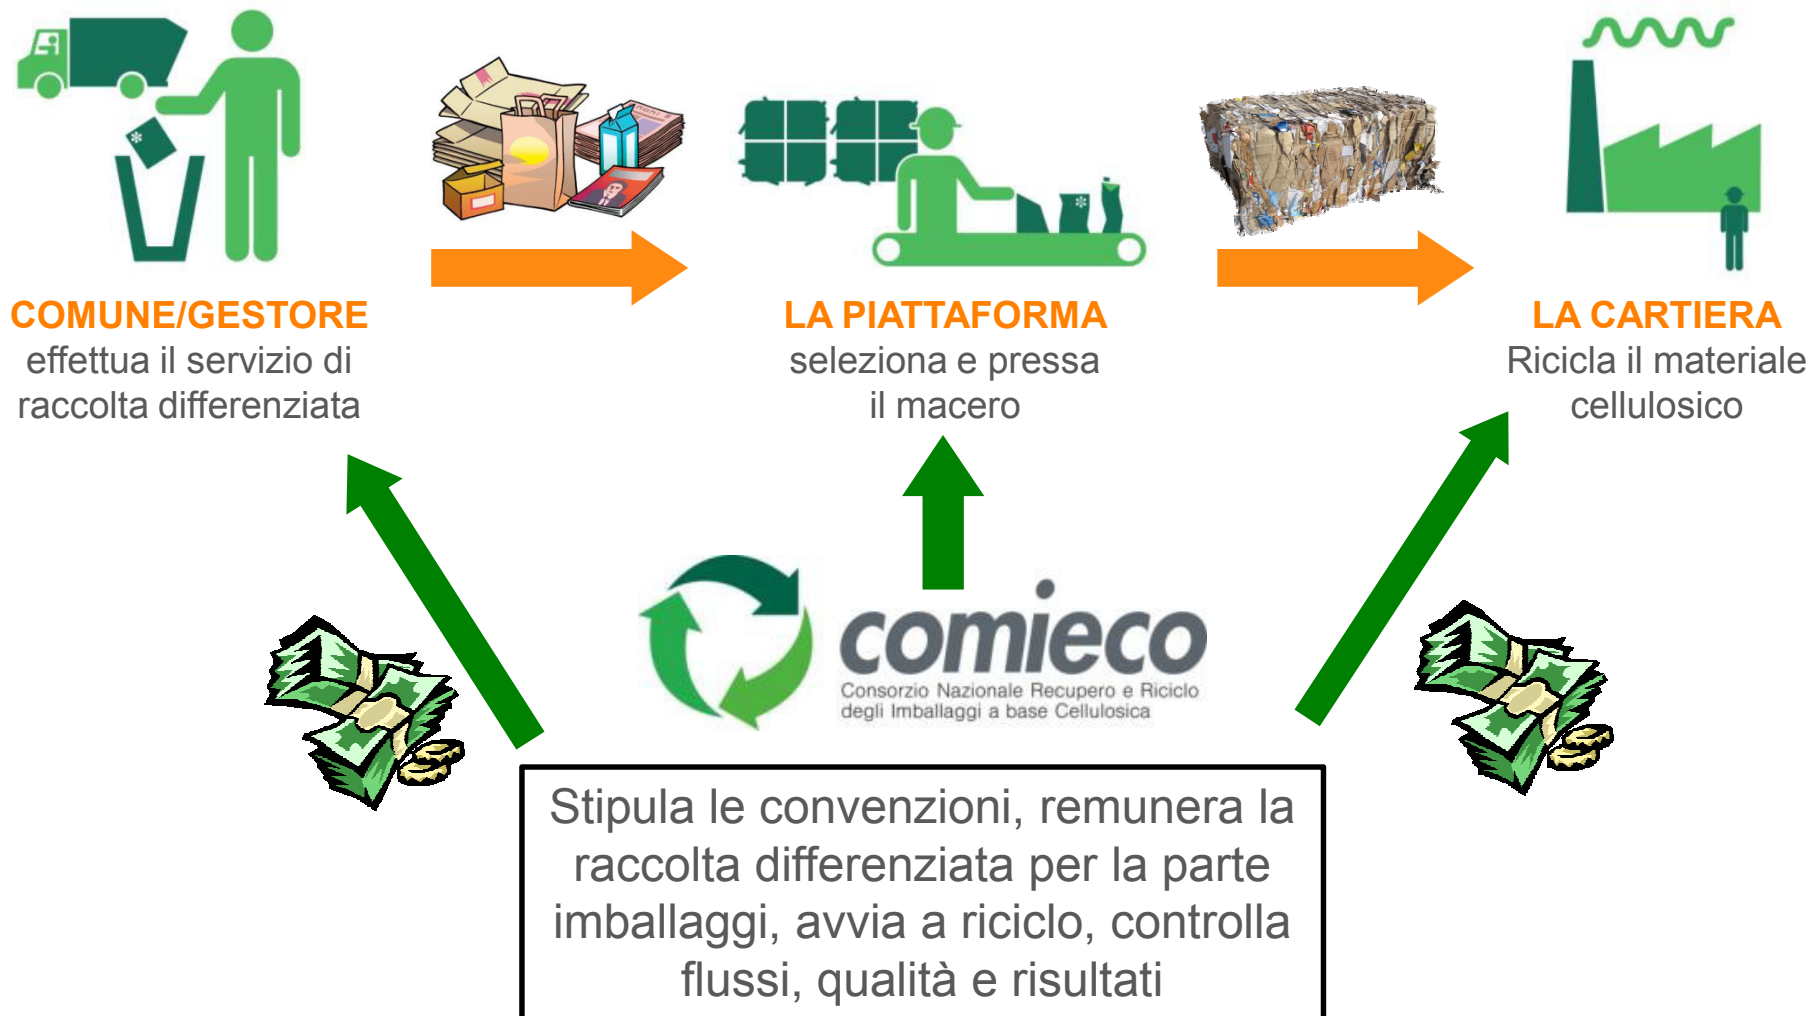 COMUNE/GESTORE
effettua il servizio di
raccolta differenziata
LA PIATTAFORMA
seleziona e pressa
il macero
LA CARTIERA
Ricicla il materiale
cellulosico
comieco
Consorzio Nazionale Recupero e Riciclo
degli Imballaggi a base Cellulosica
Stipula le convenzioni, remunera la
raccolta differenziata per la parte
imballaggi, avvia a riciclo, controlla
flussi, qualità e risultati